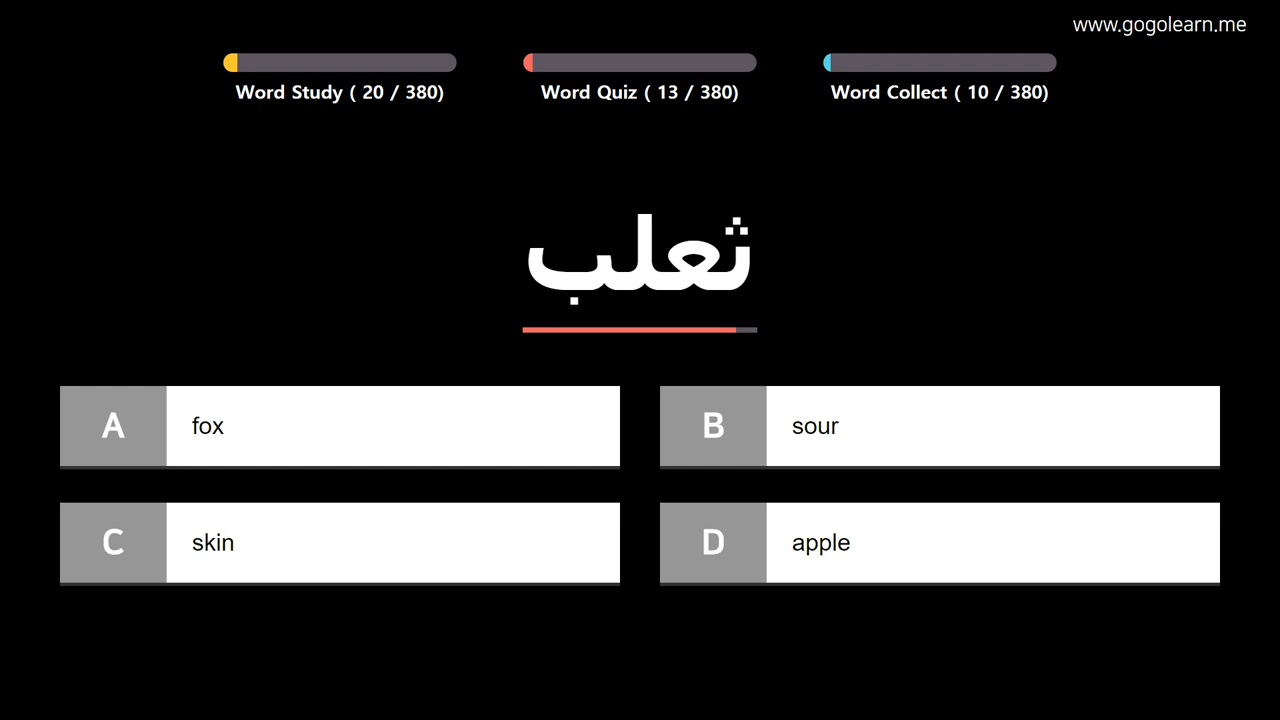 www.gogolearn.me
Word Study ( 20 / 380)
Word Quiz ( 13 / 380)
Word Collect ( 10 / 380)
ثعلب
A fox
B sour
C skin
D apple